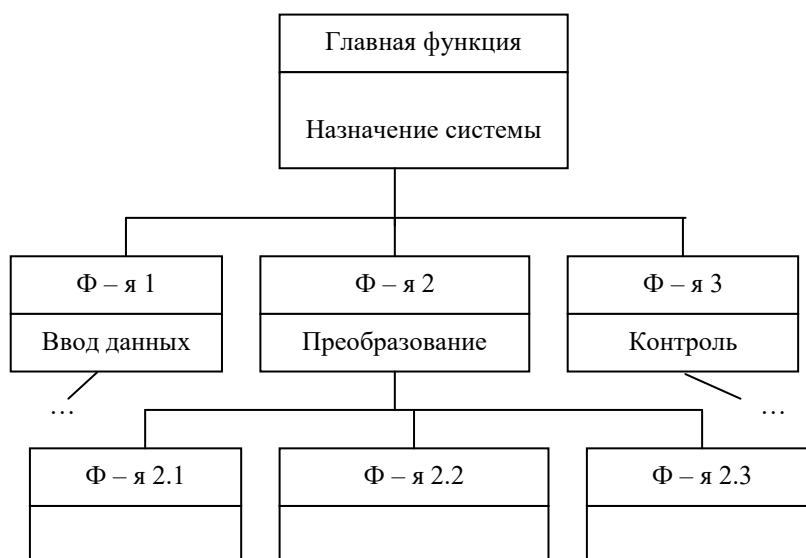 Главная функция
Назначение системы
Ф – я 1
Ф – я 2
Ф – я 3
Ввод данных
Преобразование
Контроль
…
…
Ф – я 2.1
Ф – я 2.2
Ф – я 2.3